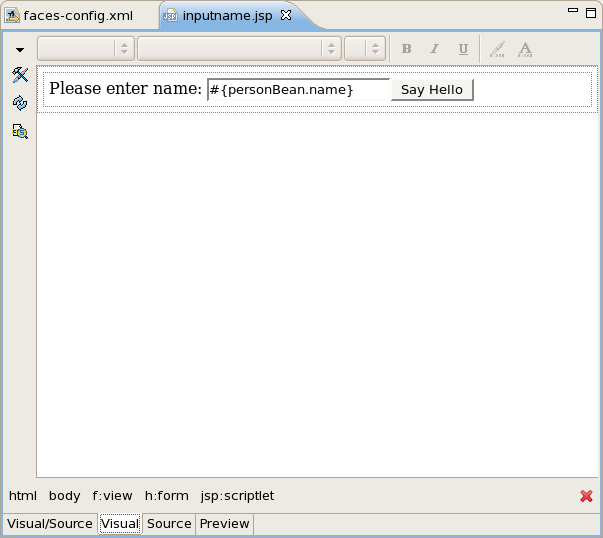 faces-config.xml inputname.jsp
B I U A
Please enter name: #{personBean.name} Say Hello
html body f:view h:form jsp:scriptlet
Visual/Source Visual Source Preview